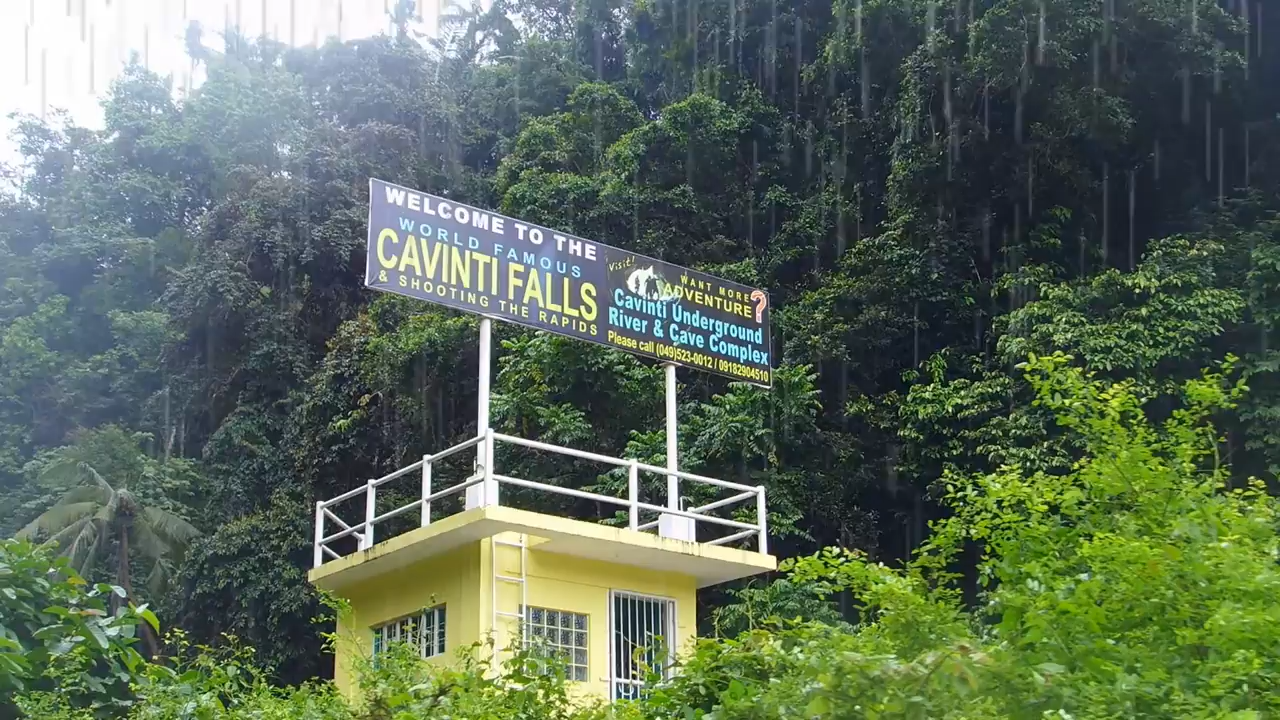 WELCOME TO THE
WORLD FAMOUS
CAVINTI FALLS
& SHOOTING THE RAPIDS
Visit!
WANT MORE
ADVENTURE?
Cavinti Underground
River & Cave Complex
Please call (049)523-0012 / 09182904510